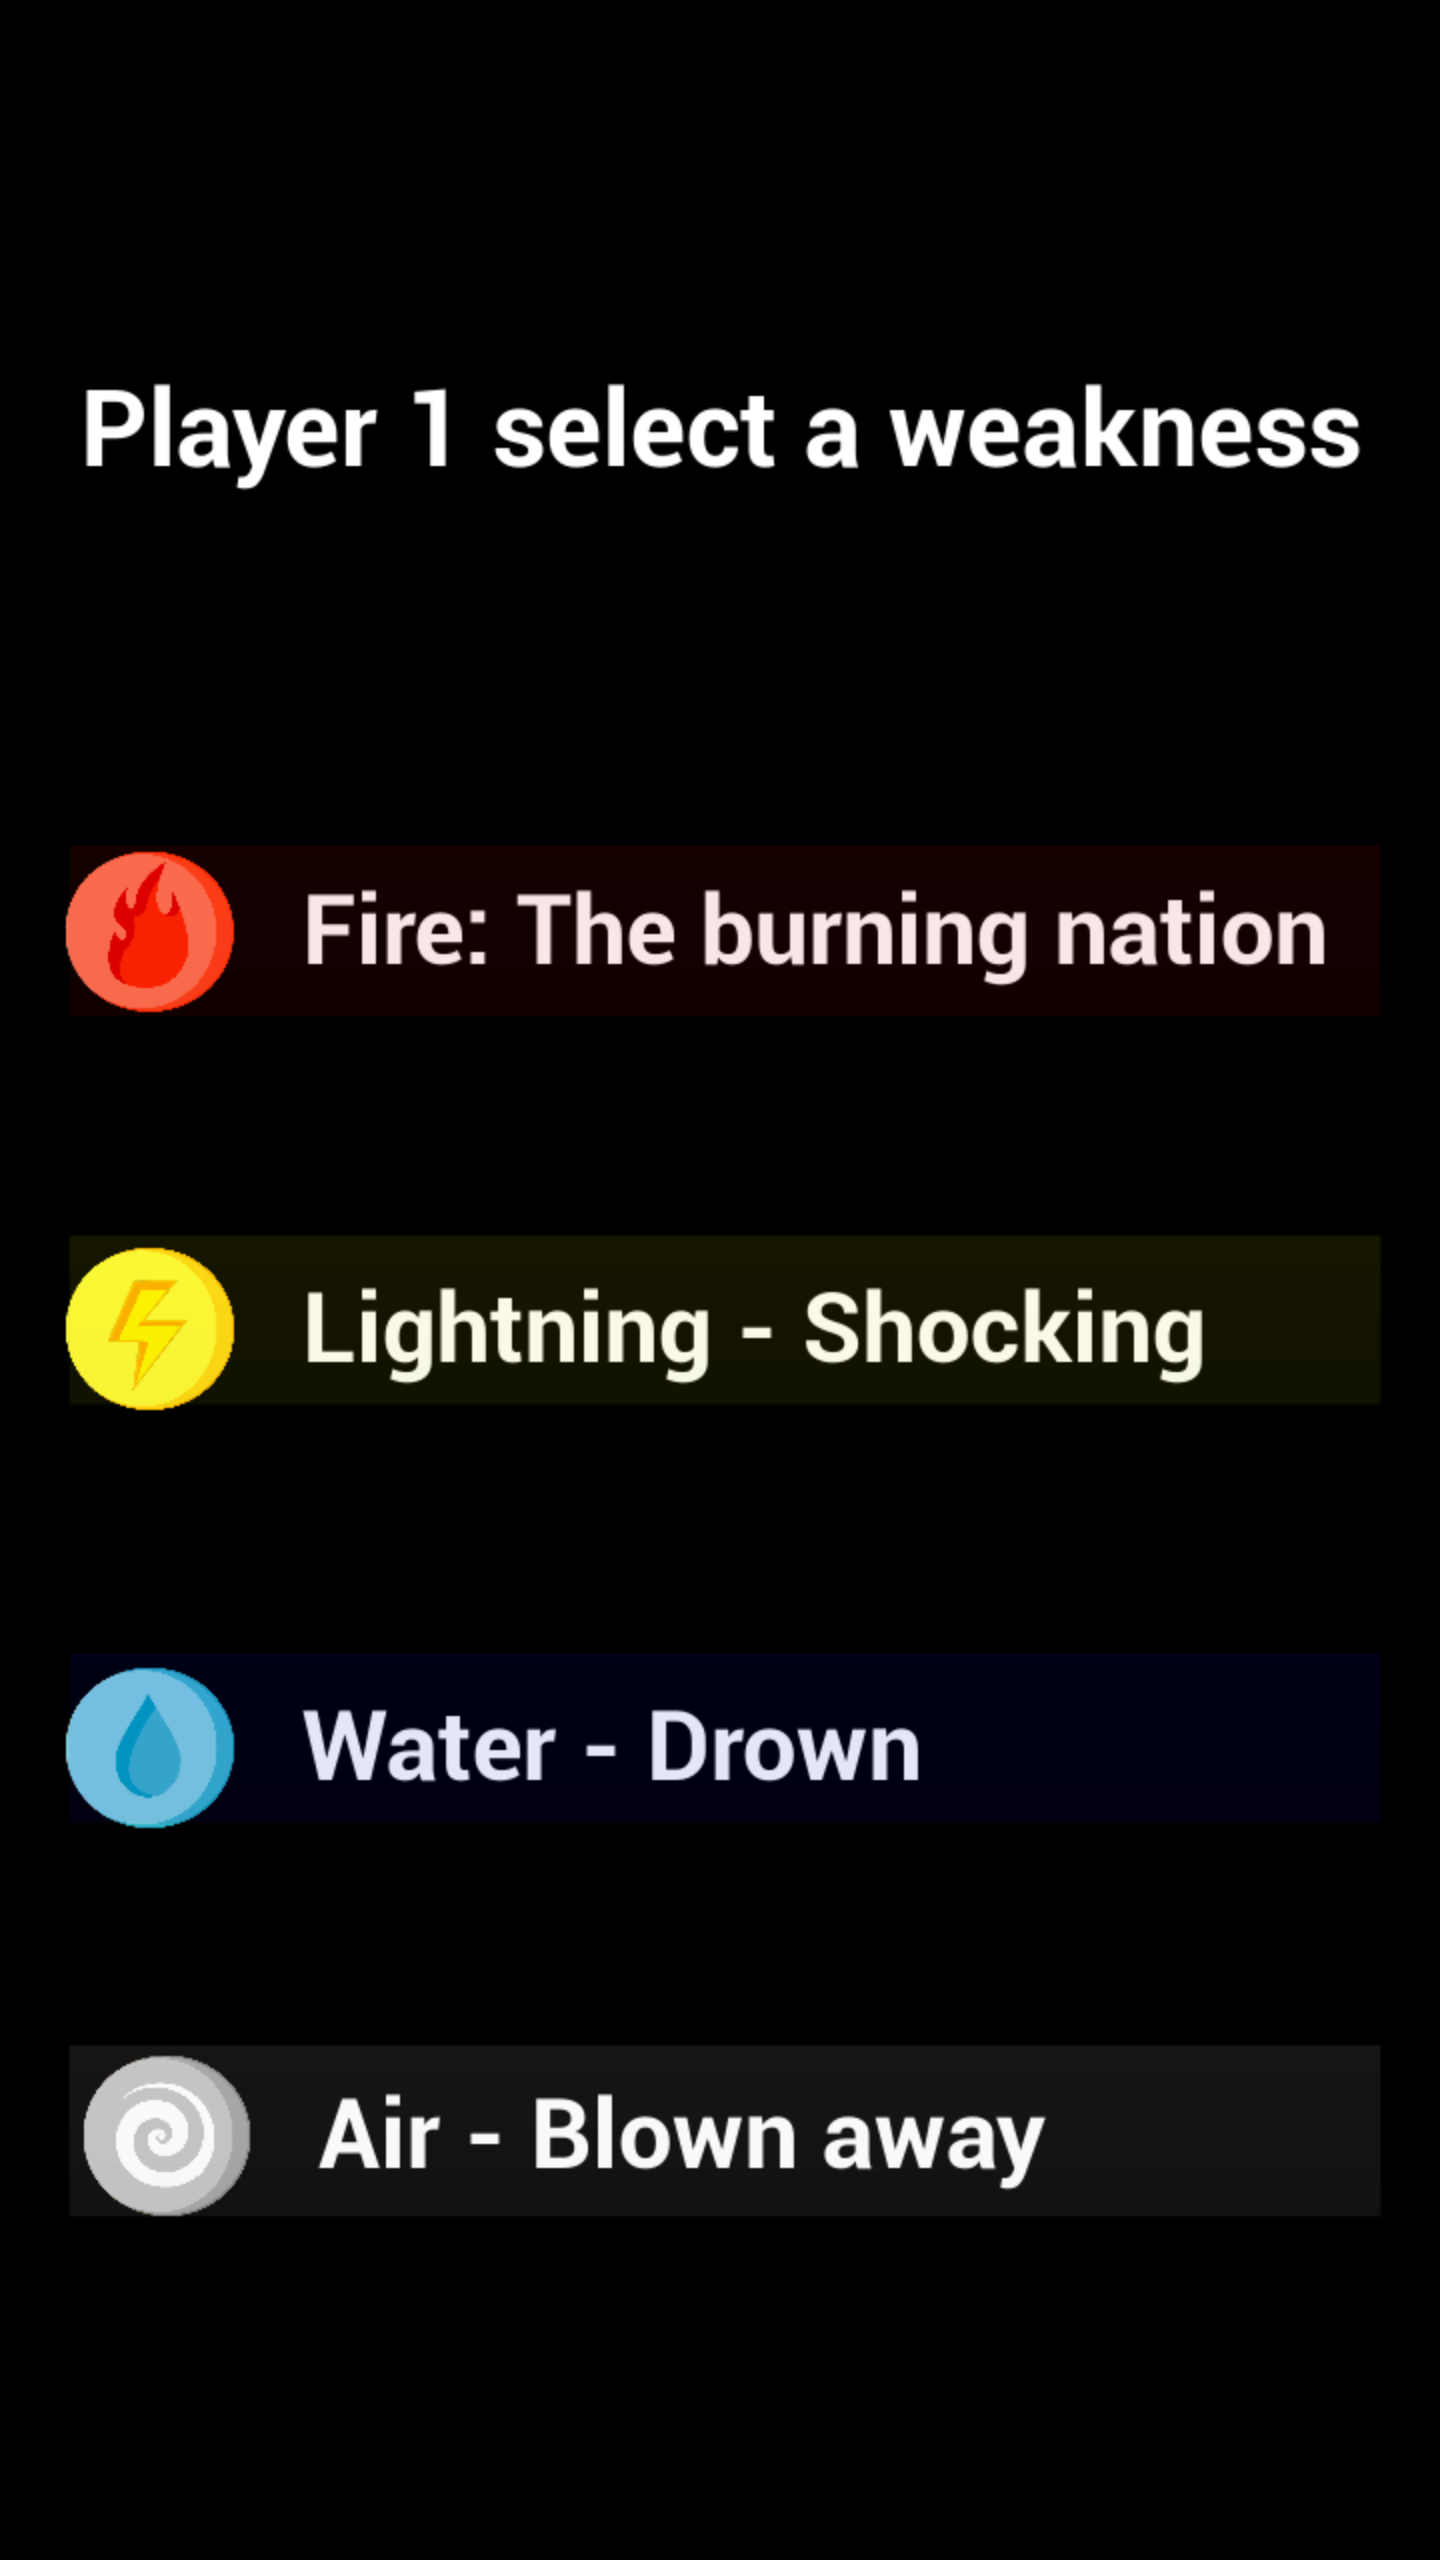 Player 1 select a weakness
Fire: The burning nation
Lightning - Shocking
Water - Drown
Air - Blown away